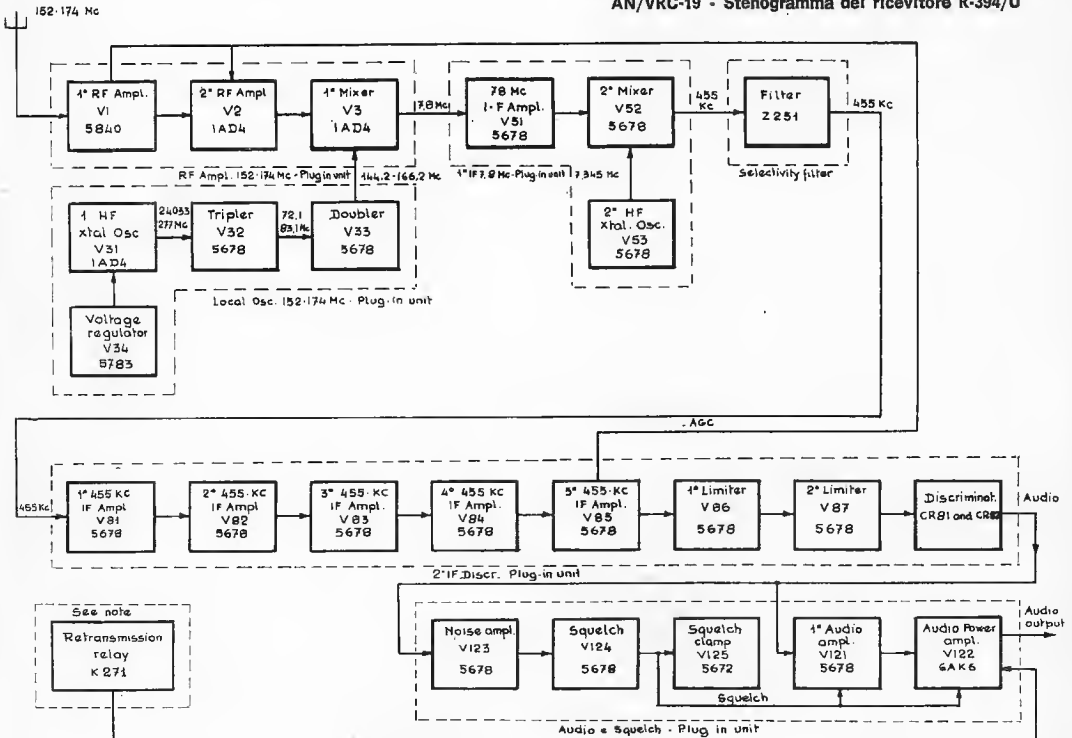 AN/VRC-19 - Stenogramma del ricevitore R-394/U
152·174 Mc
1° RF Ampl.
V1
5840
2° RF Ampl
V2
1AD4
1° Mixer
V3
1AD4
7,8 Mc
78 Mc
I-F Ampl.
V51
5678
2° Mixer
V52
5678
455
KC
Filter
Z251
455 KC
RF Ampl. 152·174 Mc - Plug in unit
144,2-166,2 Mc
1° IF 7,8 Mc-Plug-in unit
7,345 Mc
Selectivity filter
1 HF
xtal Osc
V31
1AD4
24033
277 Mc
Tripler
V32
5678
72,1
83,1 Mc
Doubler
V33
5678
2° HF
Xtal. Osc.
V53
5678
Local Osc. 152·174 Mc · Plug-in unit
Voltage
regulator
V34
5783
AGC
455 Kc
1° 455 KC
IF Ampl
V81
5678
2° 455·KC
IF Ampl
V82
5678
3° 455·KC
IF Ampl.
V83
5678
4° 455·KC
IF Ampl.
V84
5678
5° 455·KC
IF Ampl.
V85
5678
1° Limiter
V86
5678
2° Limiter
V87
5678
Discriminat.
CR81 and CR82
Audio
2° IF Discr. Plug-in unit
See note
Retransmission
relay
K271
Noise ampl.
V123
5678
Squelch
V124
5678
Squelch
clamp
V125
5672
1° Audio
ampl.
V121
5678
Audio Power
ampl.
V122
6AK6
Audio
output
Squelch
Audio e Squelch - Plug in unit